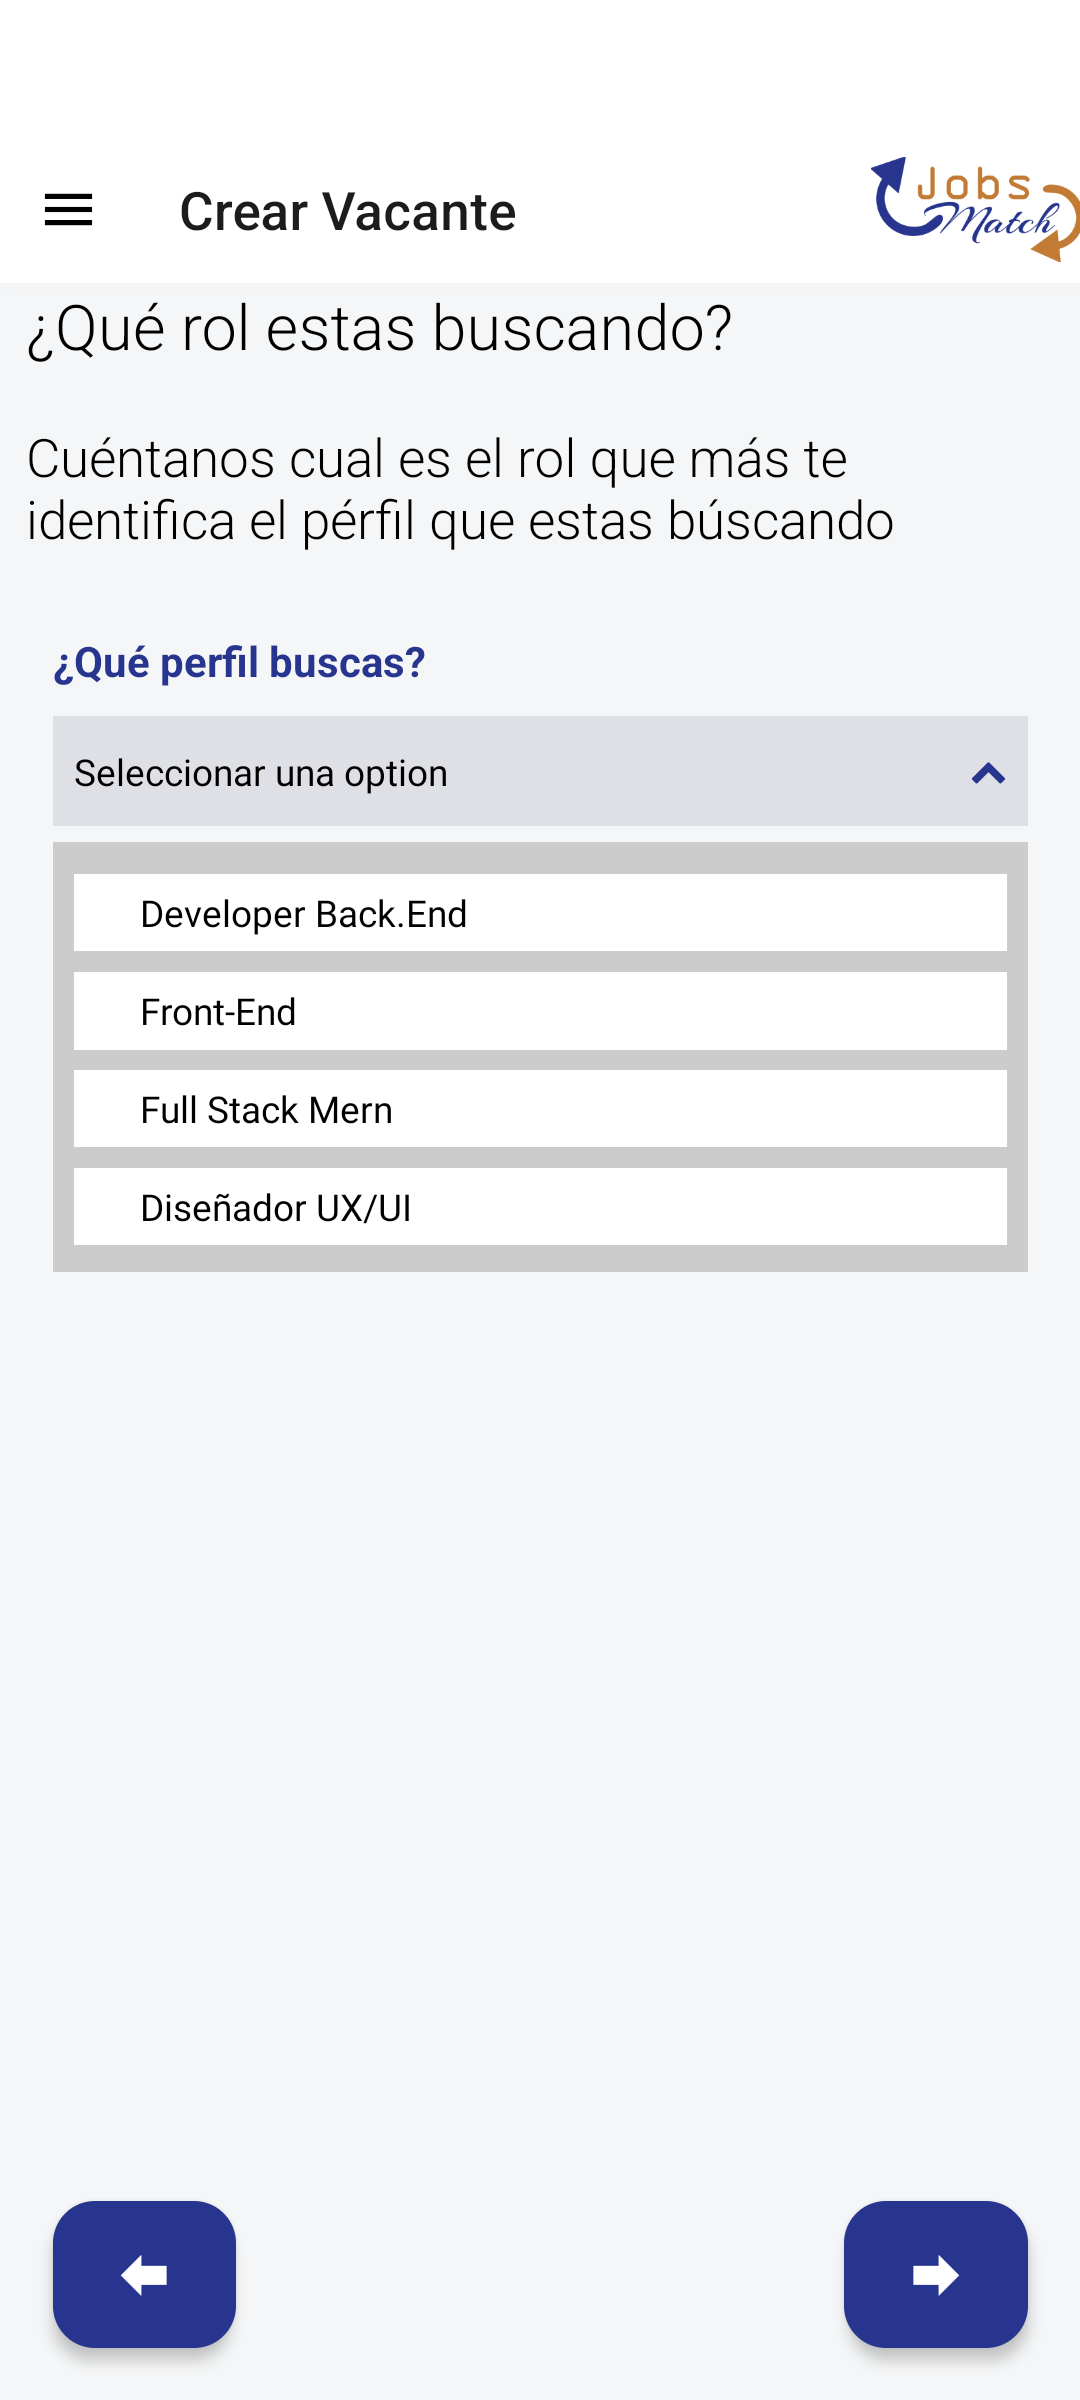 Crear Vacante
Jobs
Match
¿Qué rol estas buscando?
Cuéntanos cual es el rol que más te
identifica el pérfil que estas búscando
¿Qué perfil buscas?
Seleccionar una option
Developer Back.End
Front-End
Full Stack Mern
Diseñador UX/UI